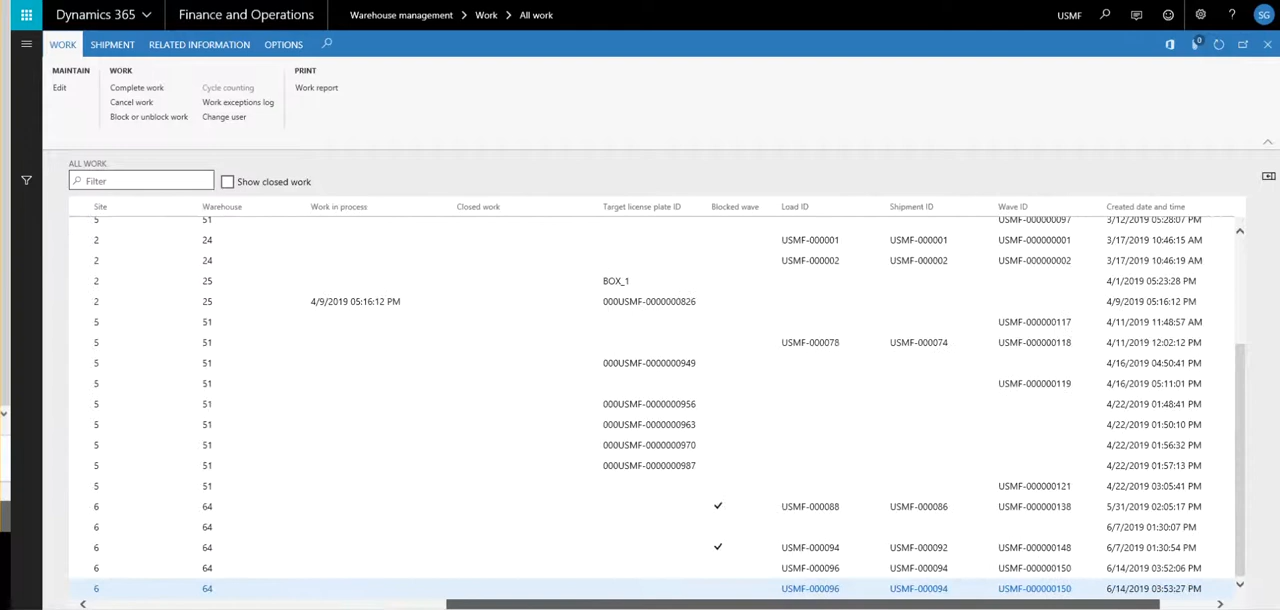 Dynamics 365 Finance and Operations Warehouse management Work All work USMF ? SG
WORK SHIPMENT RELATED INFORMATION OPTIONS 0
MAINTAIN WORK PRINT
Edit Complete work Cycle counting Work report
Cancel work Work exceptions log
Block or unblock work Change user
ALL WORK
Filter Show closed work
Site Warehouse Work in process Closed work Target license plate ID Blocked wave Load ID Shipment ID Wave ID Created date and time
5 51 USMF-000000097 3/12/2019 05:28:07 PM
2 24 USMF-000001 USMF-000001 USMF-000000001 3/17/2019 10:46:15 AM
2 24 USMF-000002 USMF-000002 USMF-000000002 3/17/2019 10:46:19 AM
2 25 BOX_1 4/1/2019 05:23:28 PM
2 25 4/9/2019 05:16:12 PM 000USMF-0000000826 4/9/2019 05:16:12 PM
5 51 USMF-000000117 4/11/2019 11:48:57 AM
5 51 USMF-000078 USMF-000074 USMF-000000118 4/11/2019 12:02:12 PM
5 51 000USMF-0000000949 4/16/2019 04:50:41 PM
5 51 USMF-000000119 4/16/2019 05:11:01 PM
5 51 000USMF-0000000956 4/22/2019 01:48:41 PM
5 51 000USMF-0000000963 4/22/2019 01:50:10 PM
5 51 000USMF-0000000970 4/22/2019 01:56:32 PM
5 51 000USMF-0000000987 4/22/2019 01:57:13 PM
5 51 USMF-000000121 4/22/2019 03:05:41 PM
6 64 USMF-000088 USMF-000086 USMF-000000138 5/31/2019 02:05:17 PM
6 64 6/7/2019 01:30:07 PM
6 64 USMF-000094 USMF-000092 USMF-000000148 6/7/2019 01:30:54 PM
6 64 USMF-000096 USMF-000094 USMF-000000150 6/14/2019 03:52:06 PM
6 64 USMF-000096 USMF-000094 USMF-000000150 6/14/2019 03:53:27 PM